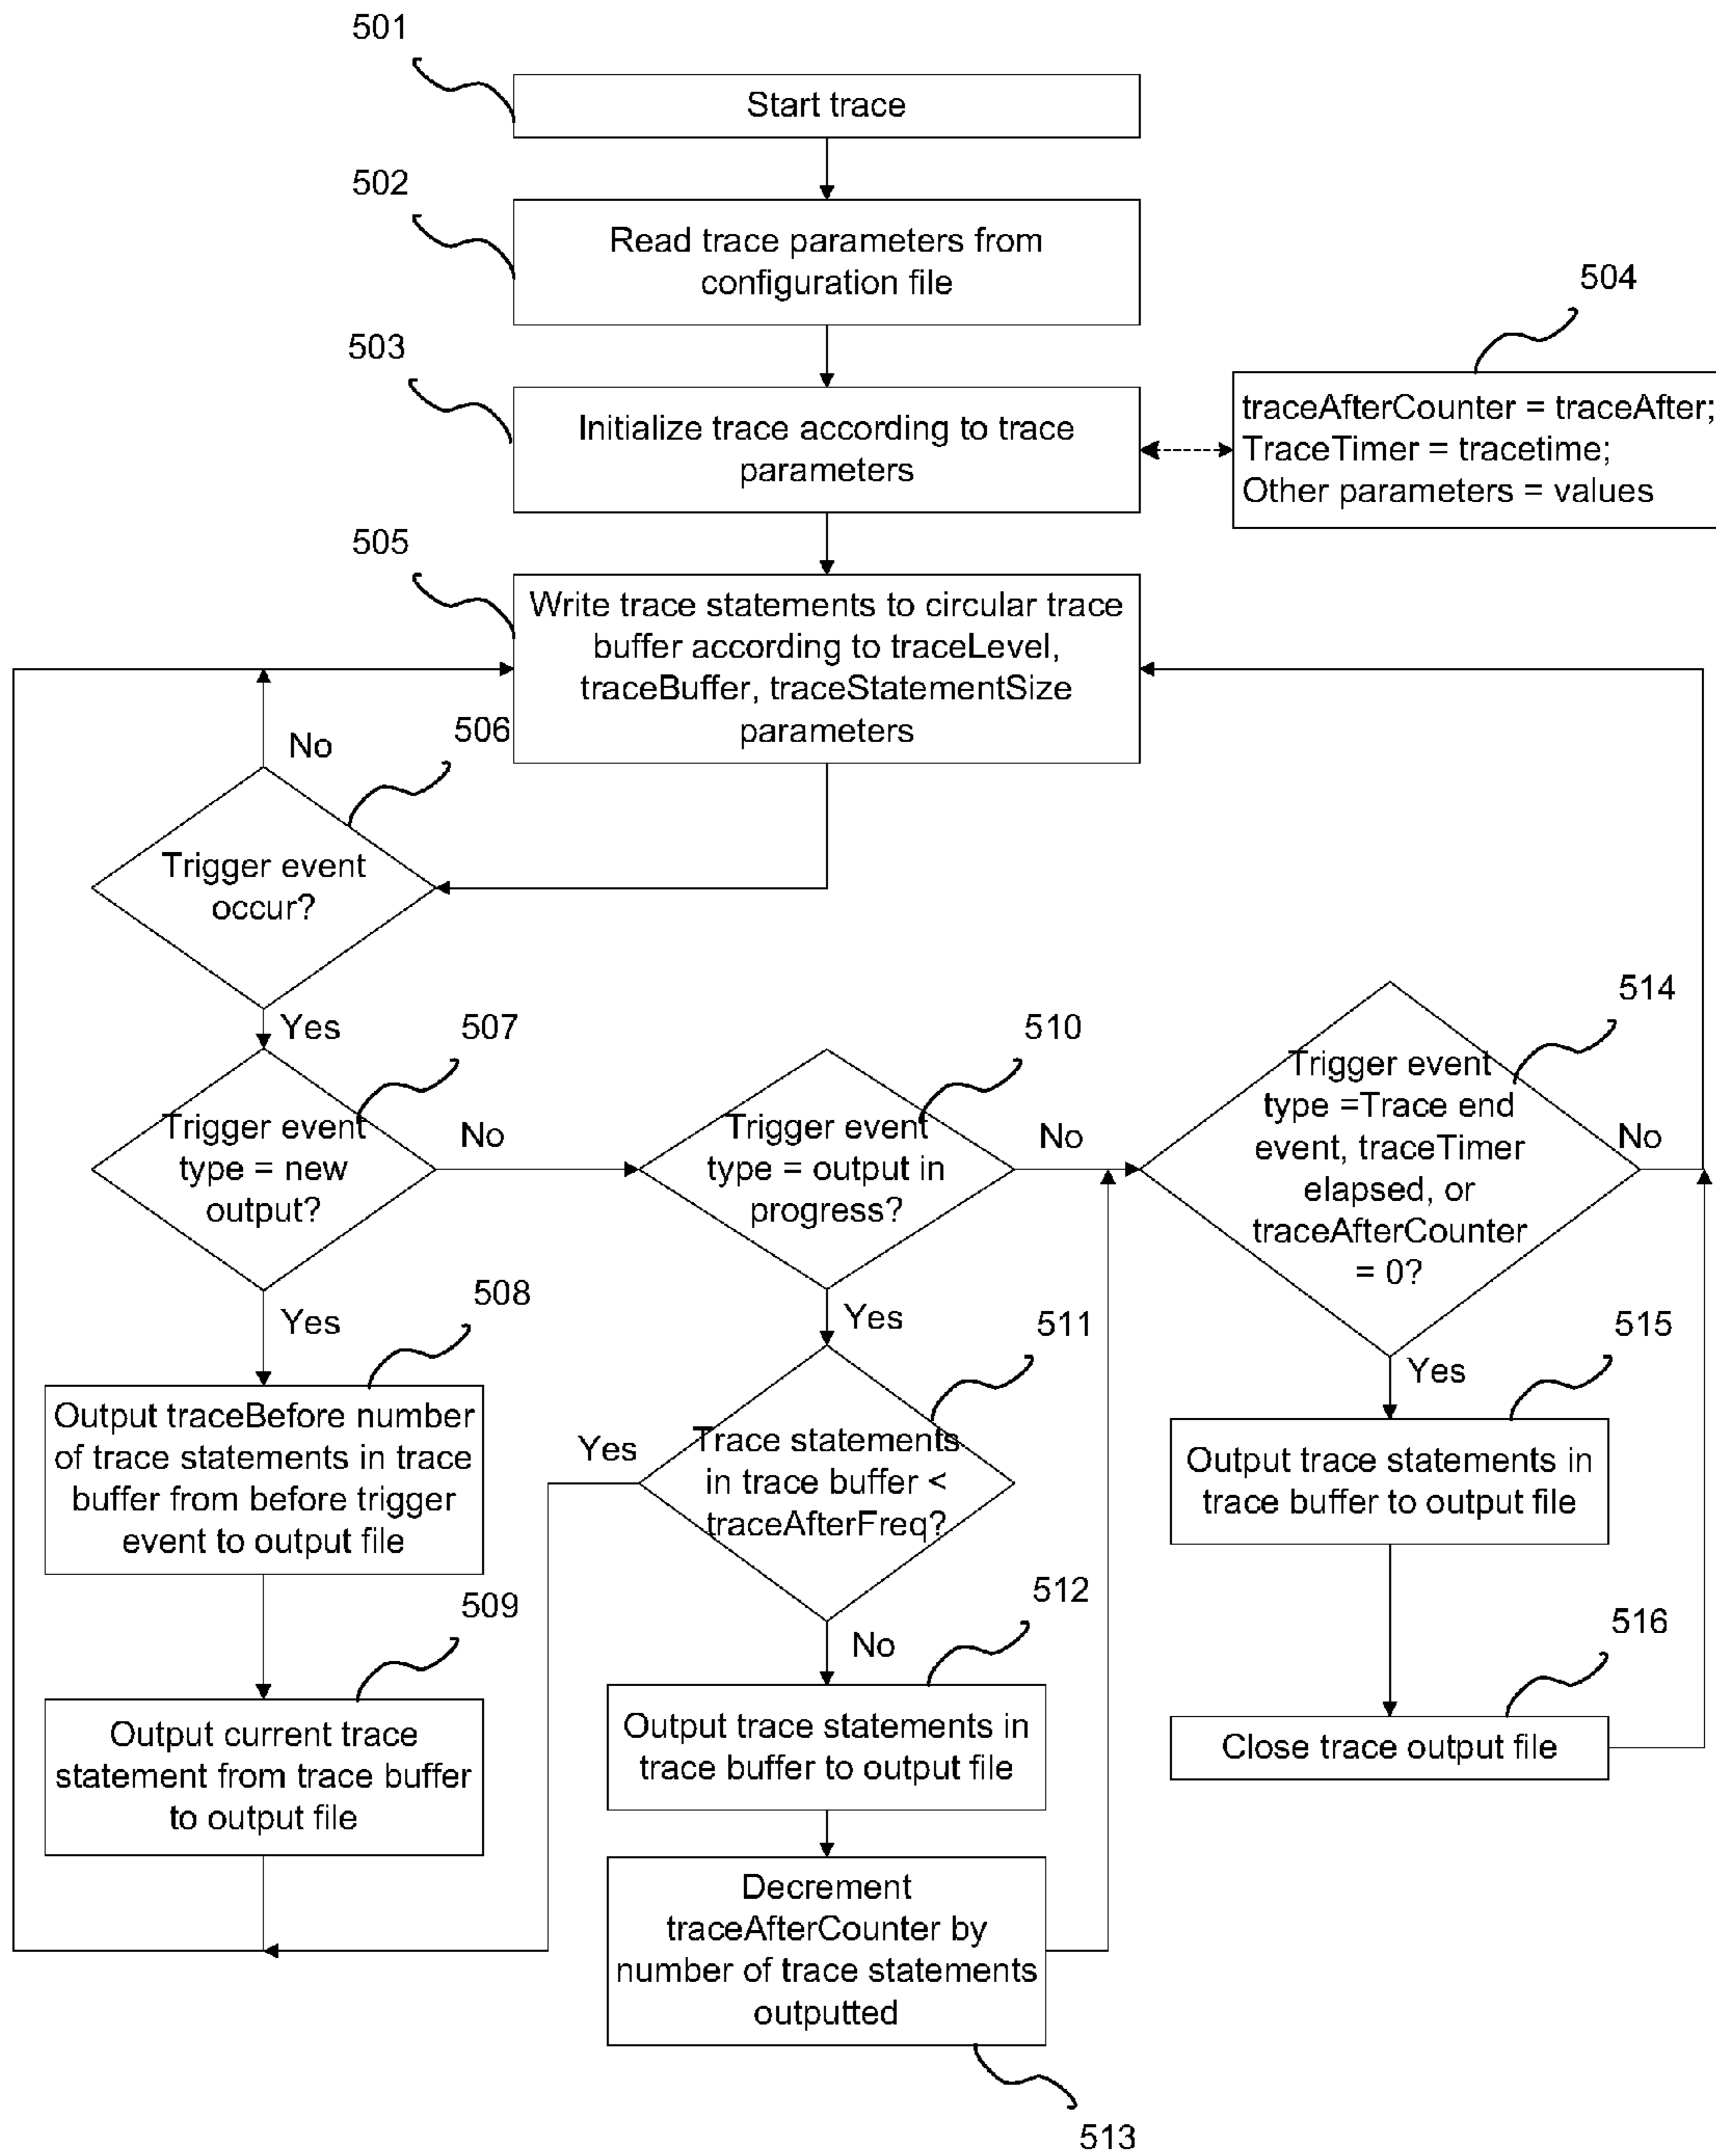 501
Start trace
502
Read trace parameters from
configuration file
503
Initialize trace according to trace
parameters
504
traceAfterCounter = traceAfter;
TraceTimer = tracetime;
Other parameters = values
505
Write trace statements to circular trace
buffer according to traceLevel,
traceBuffer, traceStatementSize
parameters
506
No
Trigger event
occur?
Yes
507
Trigger event
type = new
output?
No
Yes
508
Output traceBefore number
of trace statements in trace
buffer from before trigger
event to output file
509
Output current trace
statement from trace buffer
to output file
510
Trigger event
type = output in
progress?
No
Yes
511
Trace statements
in trace buffer <
traceAfterFreq?
Yes
No
512
Output trace statements in
trace buffer to output file
Decrement
traceAfterCounter by
number of trace statements
outputted
513
514
Trigger event
type =Trace end
event, traceTimer
elapsed, or
traceAfterCounter
= 0?
No
Yes
515
Output trace statements in
trace buffer to output file
516
Close trace output file